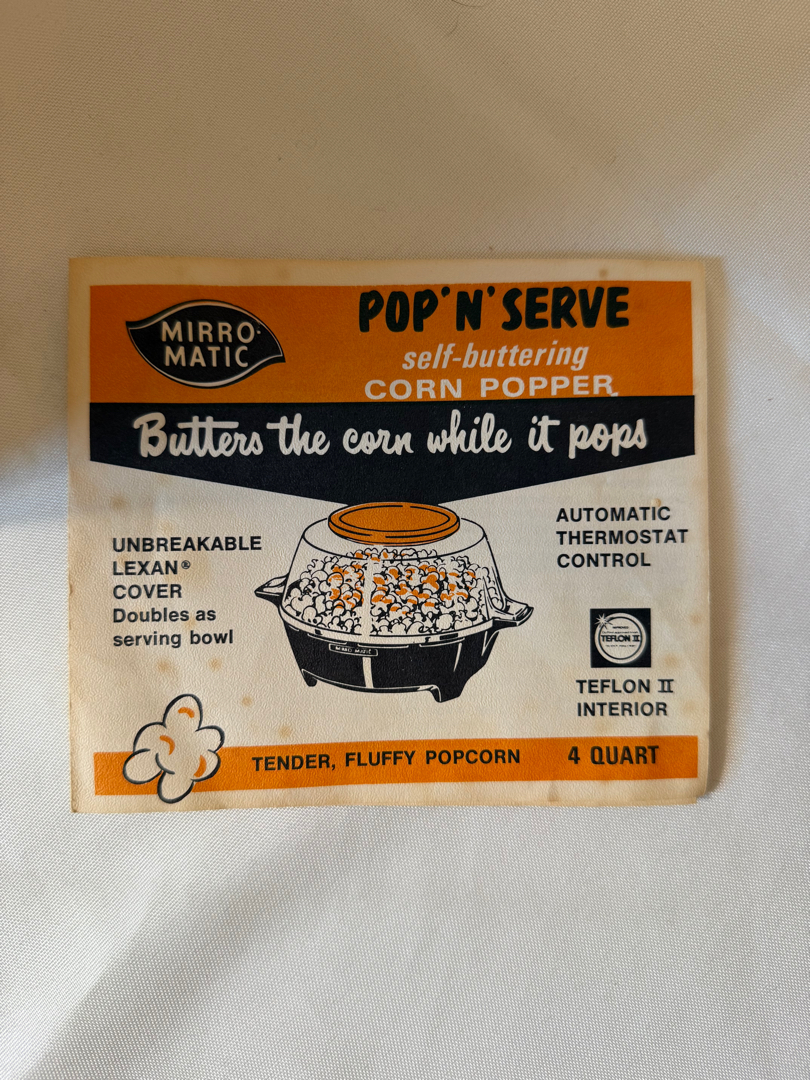 MIRRO-
MATIC
POP'N'SERVE
self-buttering
CORN POPPER
Butters the corn while it pops
UNBREAKABLE
LEXAN®
COVER
Doubles as
serving bowl
AUTOMATIC
THERMOSTAT
CONTROL
MIRRO MATIC
TEFLON II
TEFLON II
INTERIOR
TENDER, FLUFFY POPCORN
4 QUART